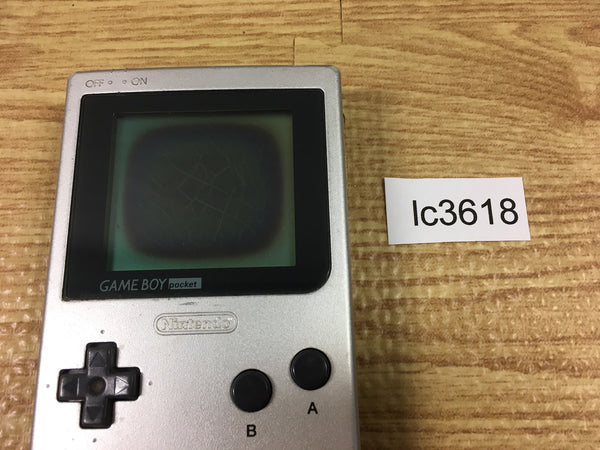 OFF ON
lc3618
GAME BOY pocket
Nintendo
A
B